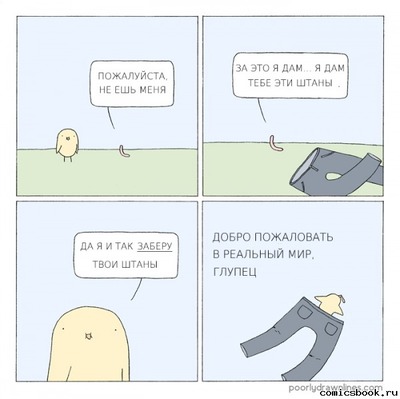 ПОЖАЛУЙСТА,
НЕ ЕШЬ МЕНЯ
ЗА ЭТО Я ДАМ... Я ДАМ
ТЕБЕ ЭТИ ШТАНЫ .
ДА Я И ТАК ЗАБЕРУ
ТВОИ ШТАНЫ
ДОБРО ПОЖАЛОВАТЬ
В РЕАЛЬНЫЙ МИР,
ГЛУПЕЦ
poorlydrawnlines.com
comicsbook.ru